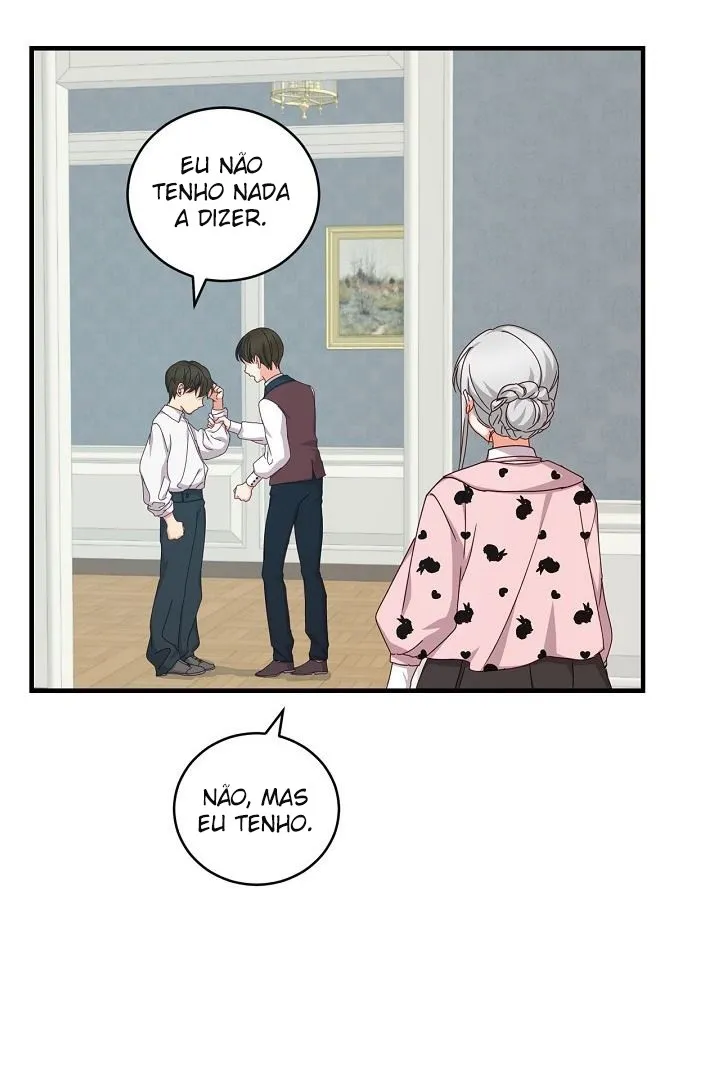 EU NÃO
TENHO NADA
A DIZER.
NÃO, MAS
EU TENHO.